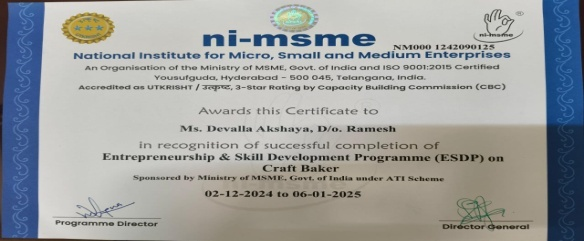 ni-msme
ni-msme
NM000 1242090125
National Institute for Micro, Small and Medium Enterprises
An Organisation of the Ministry of MSME, Govt. of India and ISO 9001:2015 Certified
Yousufguda, Hyderabad - 500 045, Telangana, India.
Accredited as UTKRISHT / उत्कृष्ट, 3-Star Rating by Capacity Building Commission (CBC)
Awards this Certificate to
Ms. Devalla Akshaya, D/o. Ramesh
in recognition of successful completion of
Entrepreneurship & Skill Development Programme (ESDP) on
Craft Baker
Sponsored by Ministry of MSME, Govt. of India under ATI Scheme
02-12-2024 to 06-01-2025
Programme Director
Director General